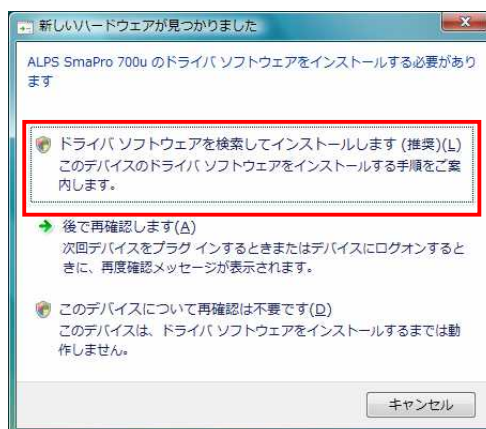 新しいハードウェアが見つかりました
ALPS SmaPro 700u のドライバ ソフトウェアをインストールする必要があり
ます
ドライバ ソフトウェアを検索してインストールします (推奨)(L)
このデバイスのドライバ ソフトウェアをインストールする手順をご案
内します。
後で再確認します(A)
次回デバイスをプラグ インするときまたはデバイスにログオンすると
きに、再度確認メッセージが表示されます。
このデバイスについて再確認は不要です(D)
このデバイスは、ドライバ ソフトウェアをインストールするまでは動
作しません。
キャンセル